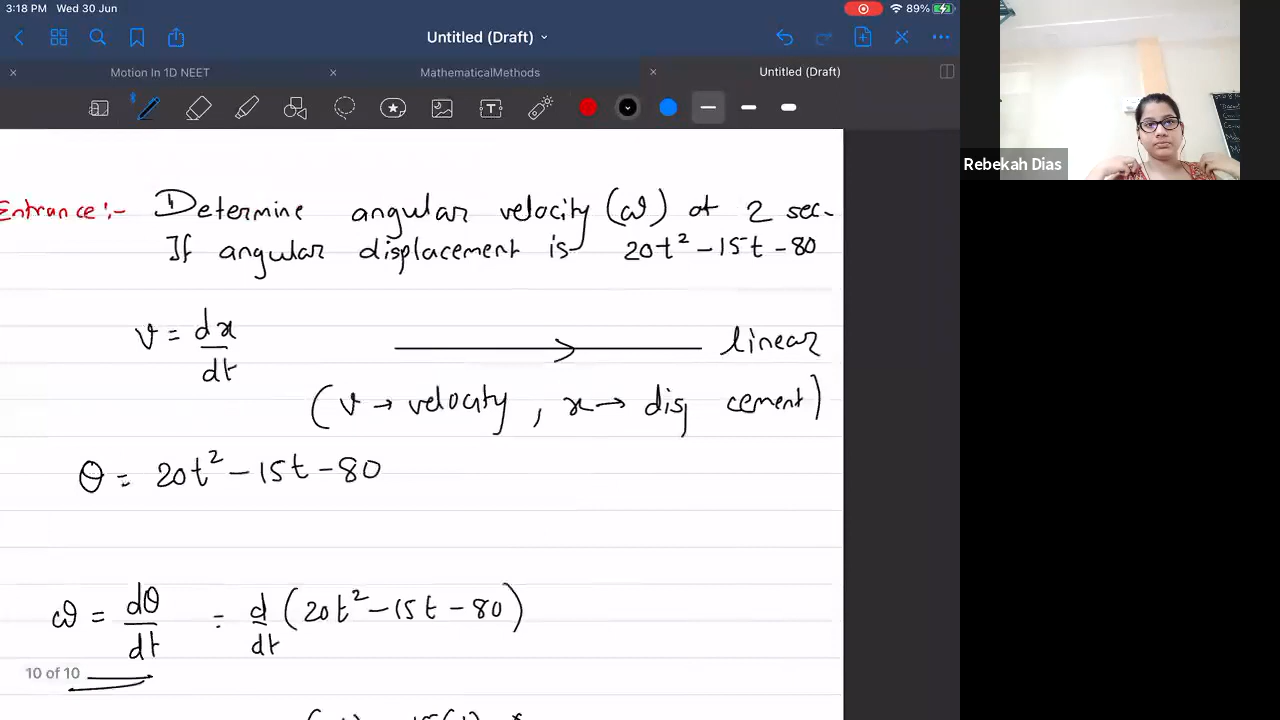 3:18 PM Wed 30 Jun
89%
Untitled (Draft)
Motion In 1D NEET
MathematicalMethods
Untitled (Draft)
T
Rebekah Dias
Entrance:- Determine angular velocity (ω) at 2 sec.
If angular displacement is 20t² - 15t - 80
v = dx/dt
linear
(v → velocity, x → disp cement)
θ = 20t² - 15t - 80
ω = dθ/dt = d/dt (20t² - 15t - 80)
10 of 10